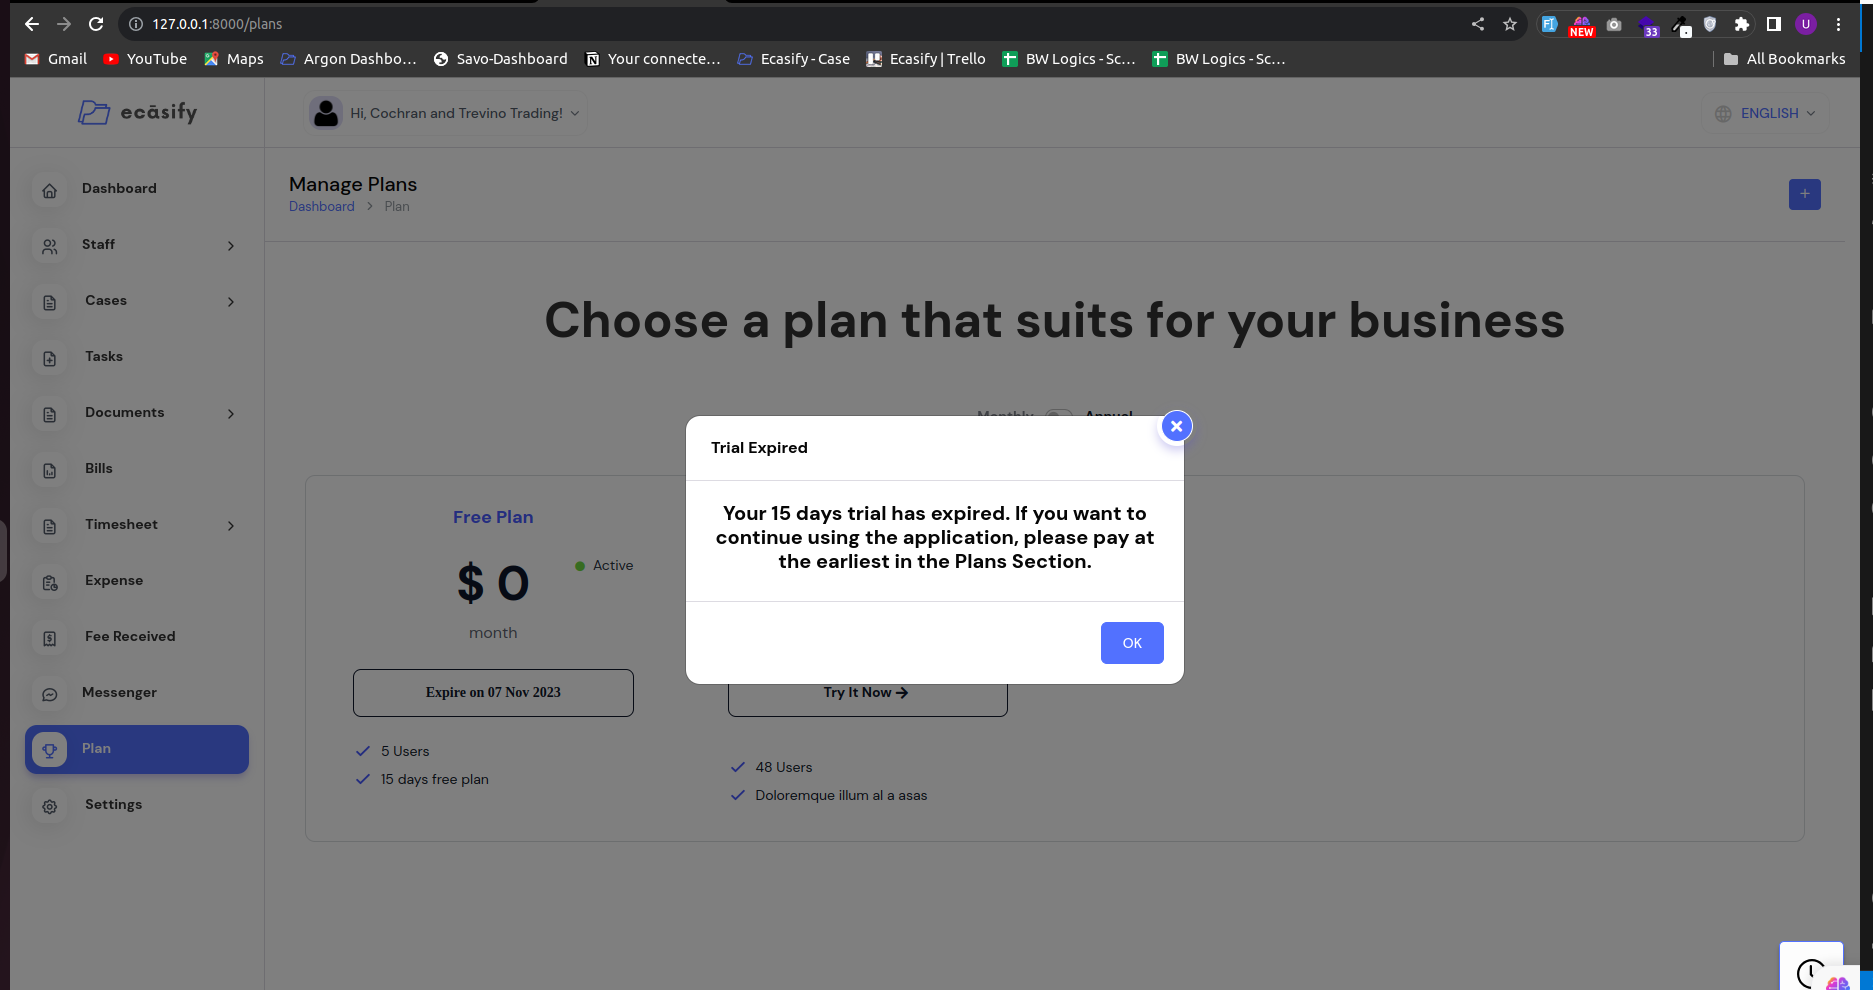 127.0.0.1:8000/plans
NEW
33
U
Gmail
YouTube
Maps
Argon Dashbo...
Savo-Dashboard
Your connecte...
Ecasify - Case
Ecasify | Trello
BW Logics - Sc...
BW Logics - Sc...
All Bookmarks
ecāsify
Hi, Cochran and Trevino Trading!
ENGLISH
Dashboard
Staff
Cases
Tasks
Documents
Bills
Timesheet
Expense
Fee Received
Messenger
Plan
Settings
Manage Plans
Dashboard > Plan
+
Choose a plan that suits for your business
Monthly
Annual
Trial Expired
Your 15 days trial has expired. If you want to
continue using the application, please pay at
the earliest in the Plans Section.
OK
Free Plan
$ 0
Active
month
Expire on 07 Nov 2023
5 Users
15 days free plan
Try It Now →
48 Users
Doloremque illum al a asas